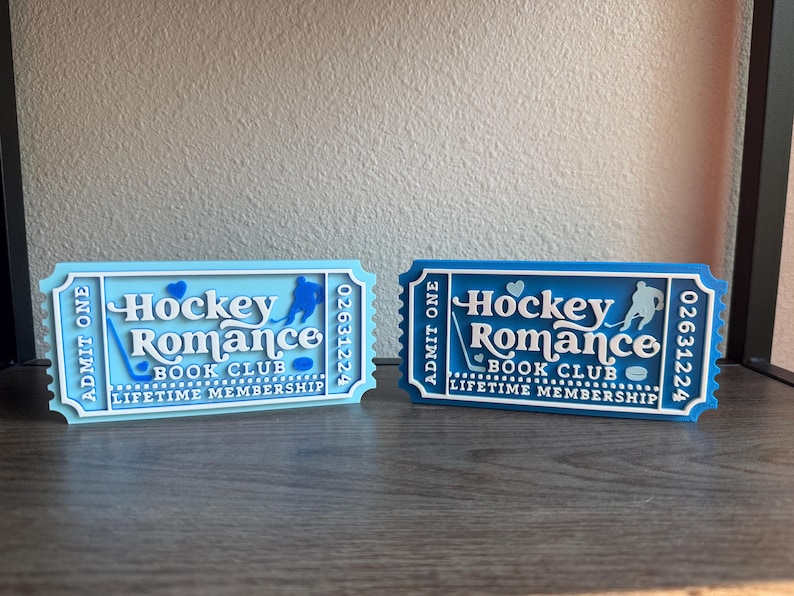 ADMIT ONE
Hockey
Romance
BOOK CLUB
LIFETIME MEMBERSHIP
02631224
ADMIT ONE
Hockey
Romance
BOOK CLUB
LIFETIME MEMBERSHIP
02631224